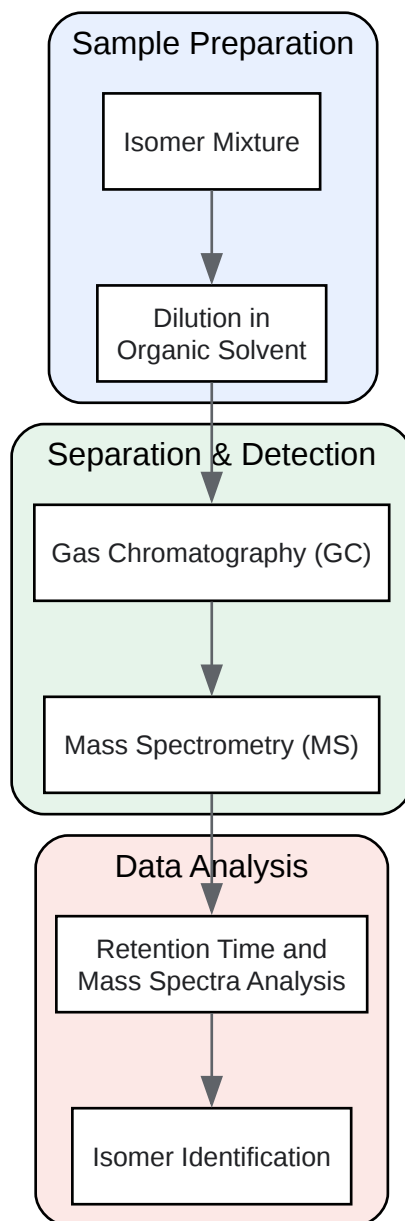 Sample Preparation
Isomer Mixture
Dilution in
Organic Solvent
Separation & Detection
Gas Chromatography (GC)
Mass Spectrometry (MS)
Data Analysis
Retention Time and
Mass Spectra Analysis
Isomer Identification